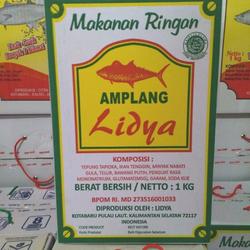 Makanan Ringan
AMPLANG
Lidya
KOMPOSISI :
TEPUNG TAPIOKA, IKAN TENGGIRI, MINYAK NABATI
GULA, TELUR, BAWANG PUTIH, PENGUAT RASA
MONONATRIUM, GLUTAMAT(MSG), GARAM, SODA KUE
BERAT BERSIH / NETTO : 1 KG
BPOM RI. MD 273516001033
DIPRODUKSI OLEH : LIDYA
KOTABARU PULAU LAUT, KALIMANTAN SELATAN 72117
INDONESIA